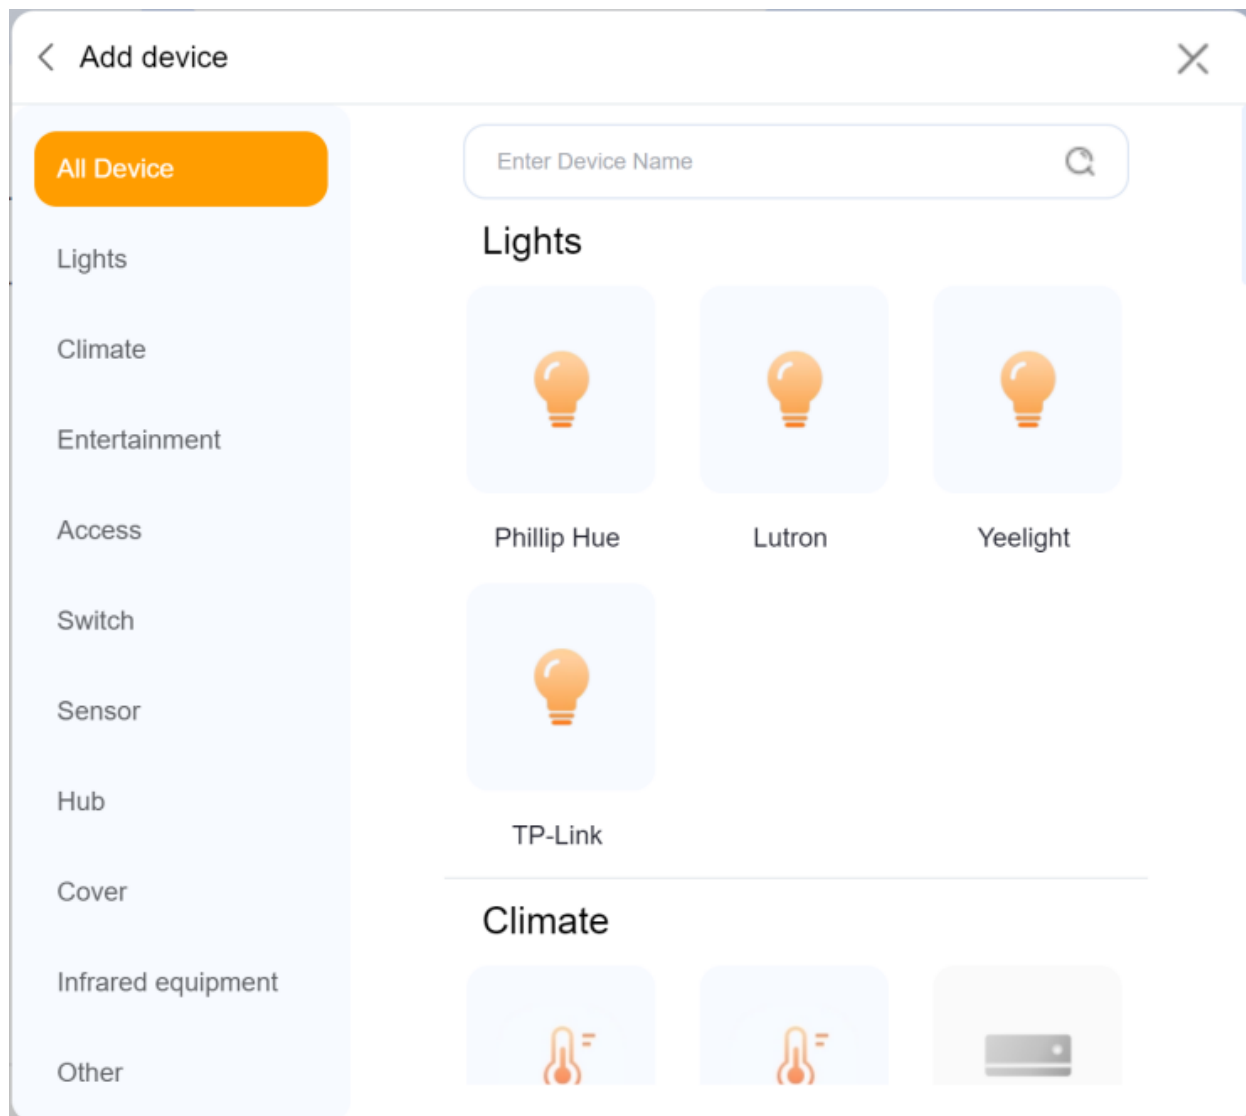 Add device
All Device
Lights
Climate
Entertainment
Access
Switch
Sensor
Hub
Cover
Infrared equipment
Other
Enter Device Name
Lights
Phillip Hue
Lutron
Yeelight
TP-Link
Climate